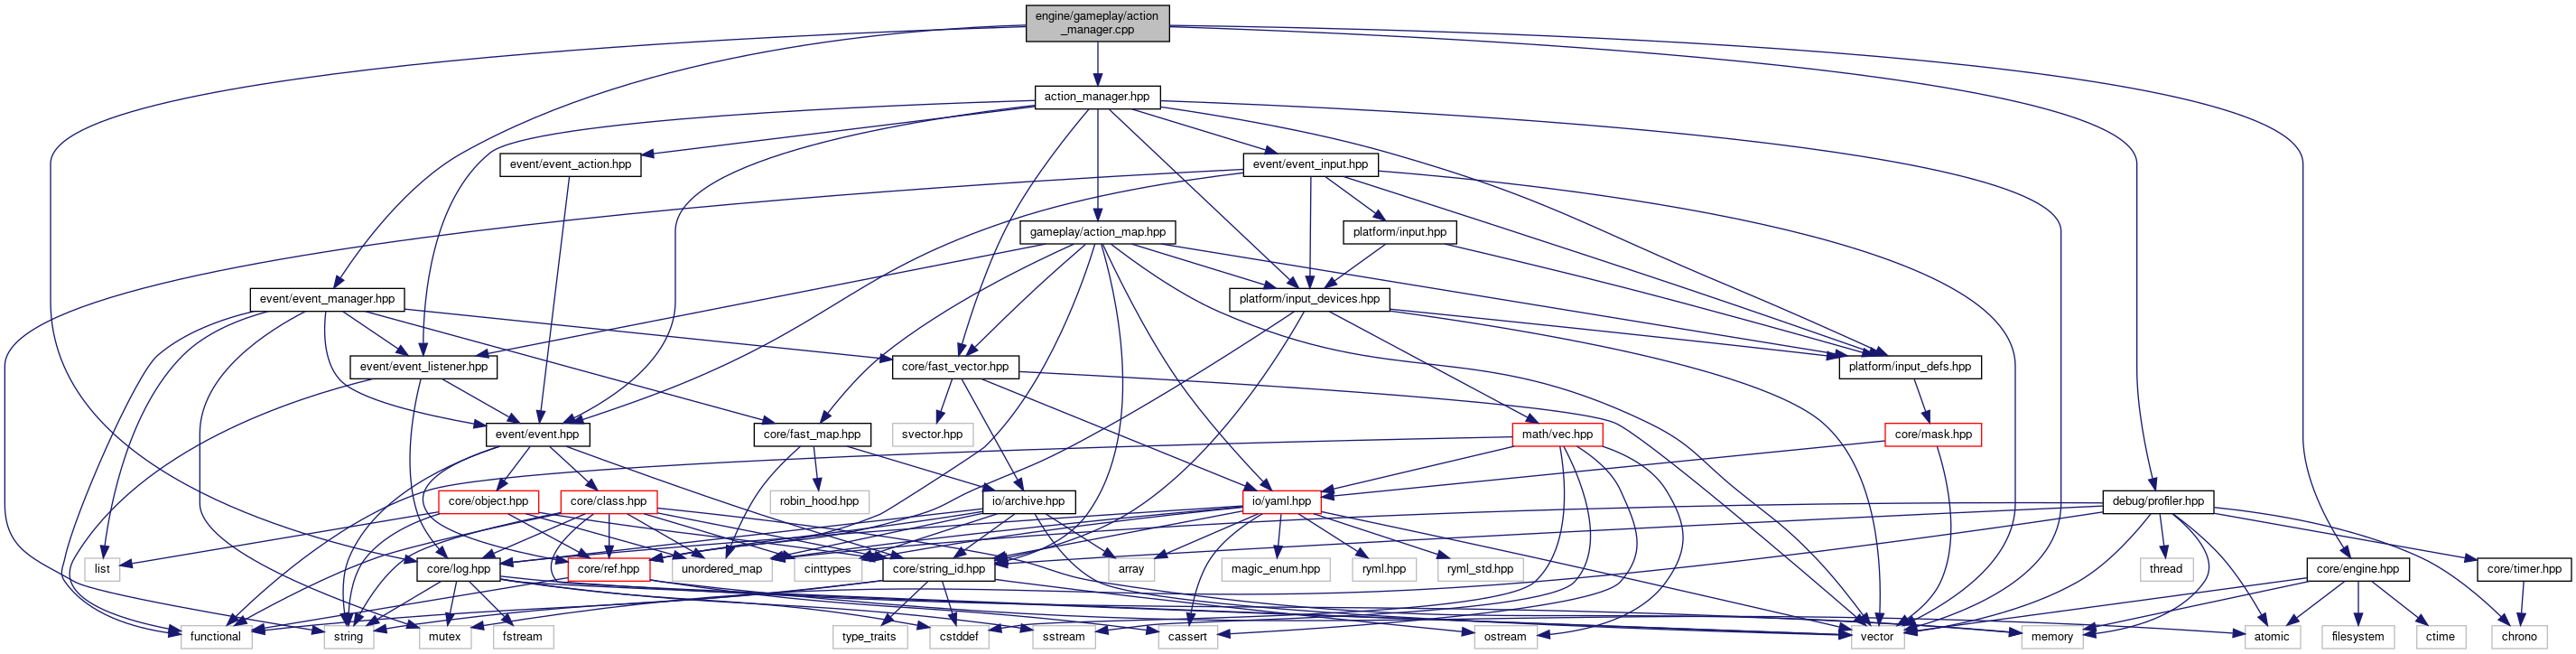 engine/gameplay/action
_manager.cpp
action_manager.hpp
event/event_action.hpp
event/event_input.hpp
gameplay/action_map.hpp
platform/input.hpp
event/event_manager.hpp
platform/input_devices.hpp
event/event_listener.hpp
core/fast_vector.hpp
platform/input_defs.hpp
event/event.hpp
core/fast_map.hpp
svector.hpp
math/vec.hpp
core/mask.hpp
core/object.hpp
core/class.hpp
robin_hood.hpp
io/archive.hpp
io/yaml.hpp
debug/profiler.hpp
list
core/log.hpp
core/ref.hpp
unordered_map
cinttypes
core/string_id.hpp
array
magic_enum.hpp
ryml.hpp
ryml_std.hpp
thread
core/engine.hpp
core/timer.hpp
functional
string
mutex
fstream
type_traits
cstddef
sstream
cassert
ostream
vector
memory
atomic
filesystem
ctime
chrono